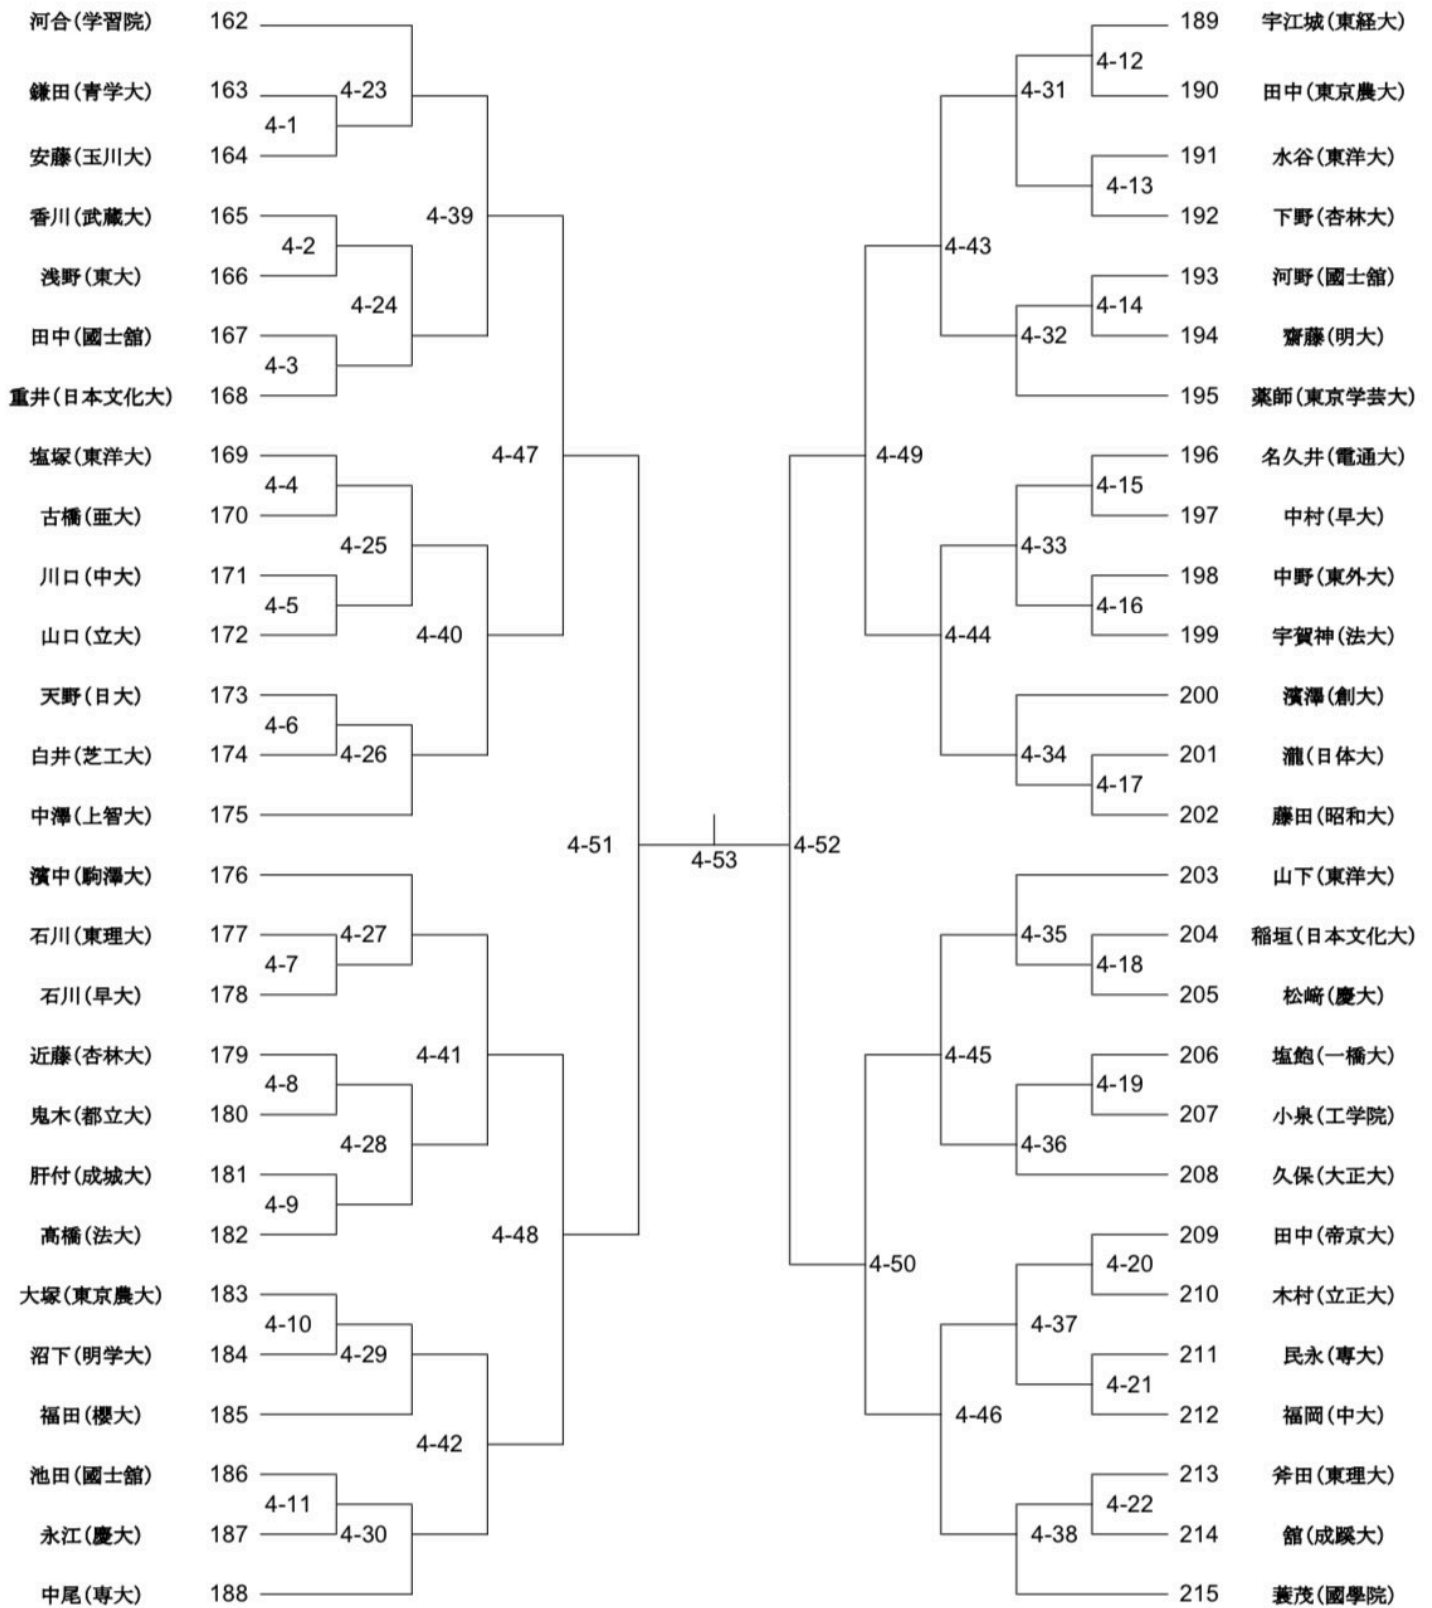 河合(学習院) 162
鎌田(青学大) 163
安藤(玉川大) 164
香川(武蔵大) 165
浅野(東大) 166
田中(國士舘) 167
重井(日本文化大) 168
塩塚(東洋大) 169
古橋(亜大) 170
川口(中大) 171
山口(立大) 172
天野(日大) 173
白井(芝工大) 174
中澤(上智大) 175
濱中(駒澤大) 176
石川(東理大) 177
石川(早大) 178
近藤(杏林大) 179
鬼木(都立大) 180
肝付(成城大) 181
高橋(法大) 182
大塚(東京農大) 183
沼下(明学大) 184
福田(櫻大) 185
池田(國士舘) 186
永江(慶大) 187
中尾(専大) 188
4-1
4-2
4-3
4-4
4-5
4-6
4-7
4-8
4-9
4-10
4-11
4-23
4-24
4-25
4-26
4-27
4-28
4-29
4-30
4-39
4-40
4-41
4-42
4-47
4-48
4-51
4-53
4-52
4-49
4-50
4-43
4-44
4-45
4-46
4-31
4-32
4-33
4-34
4-35
4-36
4-37
4-38
4-12
4-13
4-14
4-15
4-16
4-17
4-18
4-19
4-20
4-21
4-22
189 宇江城(東経大)
190 田中(東京農大)
191 水谷(東洋大)
192 下野(杏林大)
193 河野(國士舘)
194 齋藤(明大)
195 薬師(東京学芸大)
196 名久井(電通大)
197 中村(早大)
198 中野(東外大)
199 宇賀神(法大)
200 濱澤(創大)
201 瀧(日体大)
202 藤田(昭和大)
203 山下(東洋大)
204 稲垣(日本文化大)
205 松﨑(慶大)
206 塩飽(一橋大)
207 小泉(工学院)
208 久保(大正大)
209 田中(帝京大)
210 木村(立正大)
211 民永(専大)
212 福岡(中大)
213 斧田(東理大)
214 舘(成蹊大)
215 蓑茂(國學院)